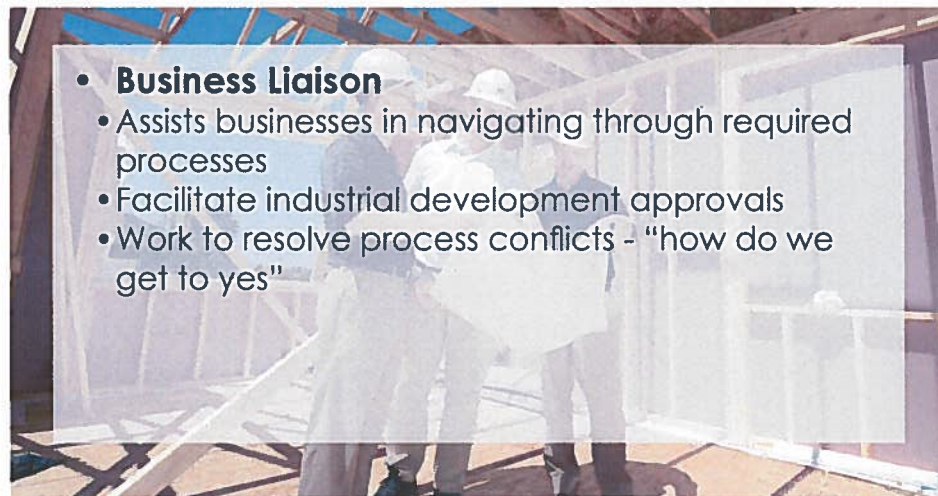 • Business Liaison
• Assists businesses in navigating through required
processes
• Facilitate industrial development approvals
• Work to resolve process conflicts - “how do we
get to yes”